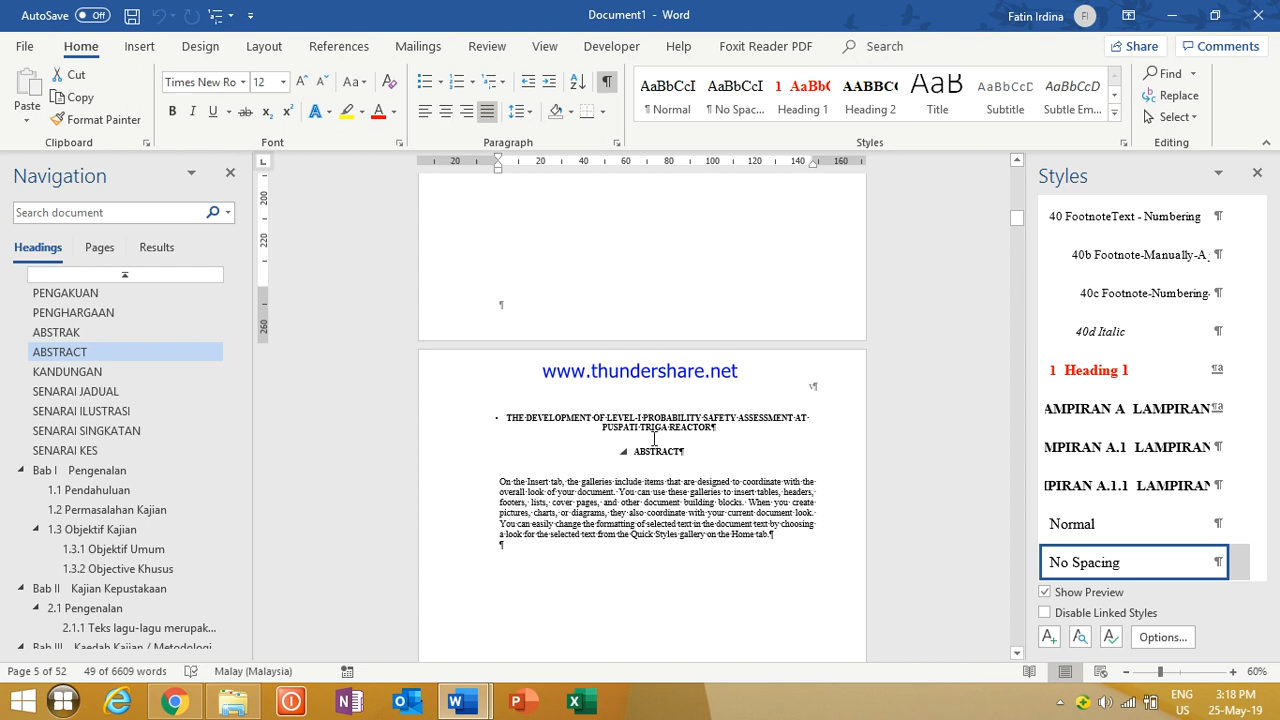 AutoSave Off
Document1 - Word
Fatin Irdina
FI
File Home Insert Design Layout References Mailings Review View Developer Help Foxit Reader PDF Search Share Comments
Paste
Cut
Copy
Format Painter
Clipboard
Times New Ro 12
Font
Paragraph
AaBbCcI AaBbCcI 1 AaBb( AABBC( AaB AaBbCcD AaBbCcD
¶ Normal ¶ No Spac... Heading 1 Heading 2 Title Subtitle Subtle Em...
Styles
Find
Replace
Select
Editing
Navigation
Search document
Headings Pages Results
PENGAKUAN
PENGHARGAAN
ABSTRAK
ABSTRACT
KANDUNGAN
SENARAI JADUAL
SENARAI ILUSTRASI
SENARAI SINGKATAN
SENARAI KES
Bab I Pengenalan
1.1 Pendahuluan
1.2 Permasalahan Kajian
1.3 Objektif Kajian
1.3.1 Objektif Umum
1.3.2 Objective Khusus
Bab II Kajian Kepustakaan
2.1 Pengenalan
2.1.1 Teks lagu-lagu merupak...
Bab III Kaedah Kajian / Metodologi
20 20 40 60 80 100 120 140 160
200
220
260
¶
www.thundershare.net
v¶
THE·DEVELOPMENT·OF·LEVEL-I·PROBABILITY·SAFETY·ASSESSMENT·AT·
PUSPATI·TRIGA·REACTOR¶
ABSTRACT¶
On·the·Insert·tab,·the·galleries·include·items·that·are·designed·to·coordinate·with·the·
overall·look·of·your·document.·You·can·use·these·galleries·to·insert·tables,·headers,·
footers,·lists,·cover·pages,·and·other·document·building·blocks.·When·you·create·
pictures,·charts,·or·diagrams,·they·also·coordinate·with·your·current·document·look.·
You·can·easily·change·the·formatting·of·selected·text·in·the·document·text·by·choosing·
a·look·for·the·selected·text·from·the·Quick·Styles·gallery·on·the·Home·tab.¶
¶
Styles
40 FootnoteText - Numbering ¶
40b Footnote-Manually-A ¶
40c Footnote-Numbering ¶
40d Italic ¶
1 Heading 1 ¶a
AMPIRAN A LAMPIRAN ¶a
MPIRAN A.1 LAMPIRAN ¶
IPIRAN A.1.1 LAMPIRAN ¶
Normal ¶
No Spacing ¶
Show Preview
Disable Linked Styles
Options...
Page 5 of 52 49 of 6609 words Malay (Malaysia) 60%
ENG
US
3:18 PM
25-May-19